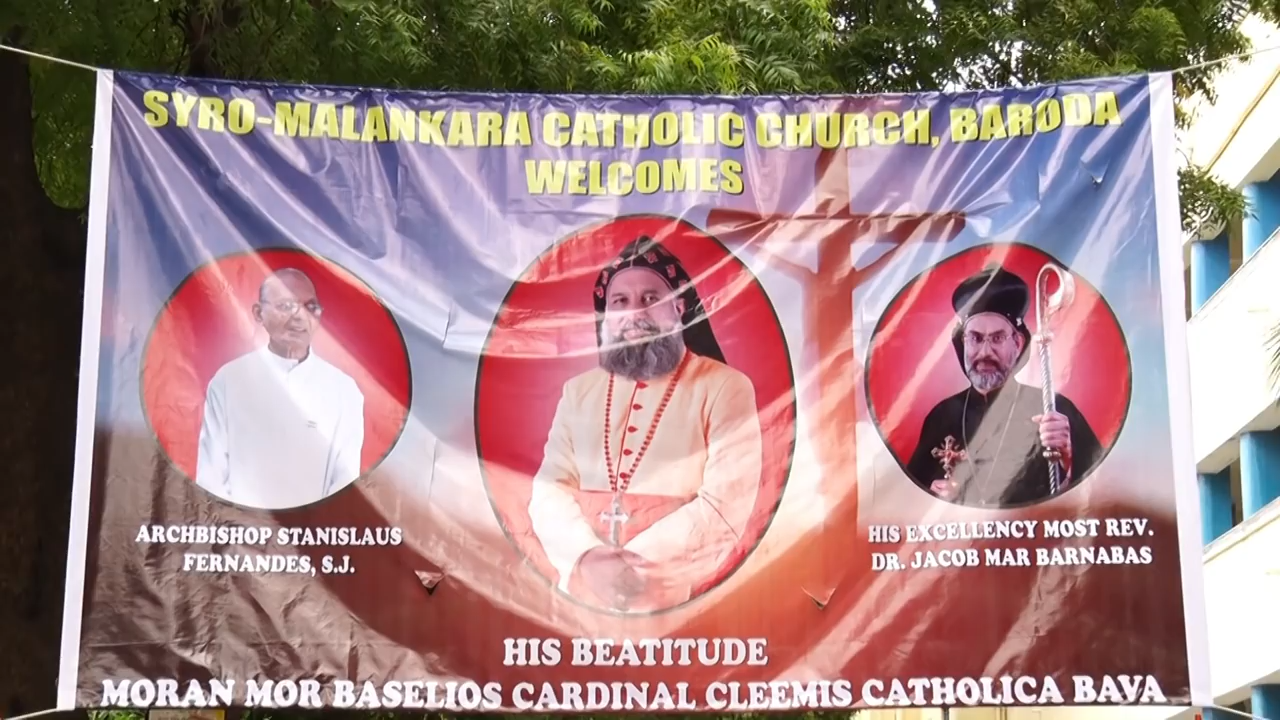 SYRO-MALANKARA CATHOLIC CHURCH, BARODA
WELCOMES
ARCHBISHOP STANISLAUS
FERNANDES, S.J.
HIS EXCELLENCY MOST REV.
DR. JACOB MAR BARNABAS
HIS BEATITUDE
MORAN MOR BASELIOS CARDINAL CLEEMIS CATHOLICA BAVA